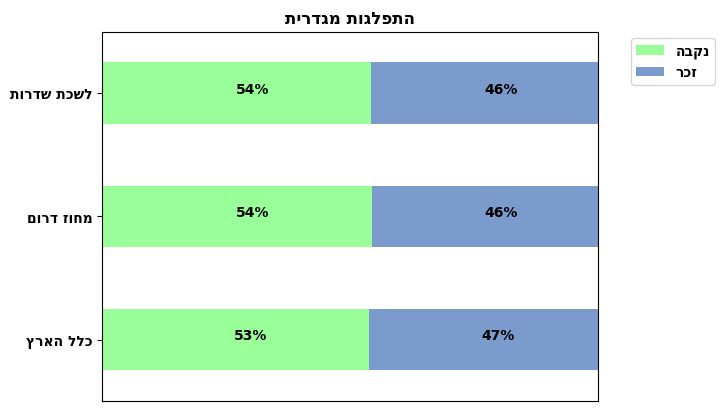 התפלגות מגדרית
נקבה
זכר
לשכת שדרות
54%
46%
מחוז דרום
54%
46%
כלל הארץ
53%
47%